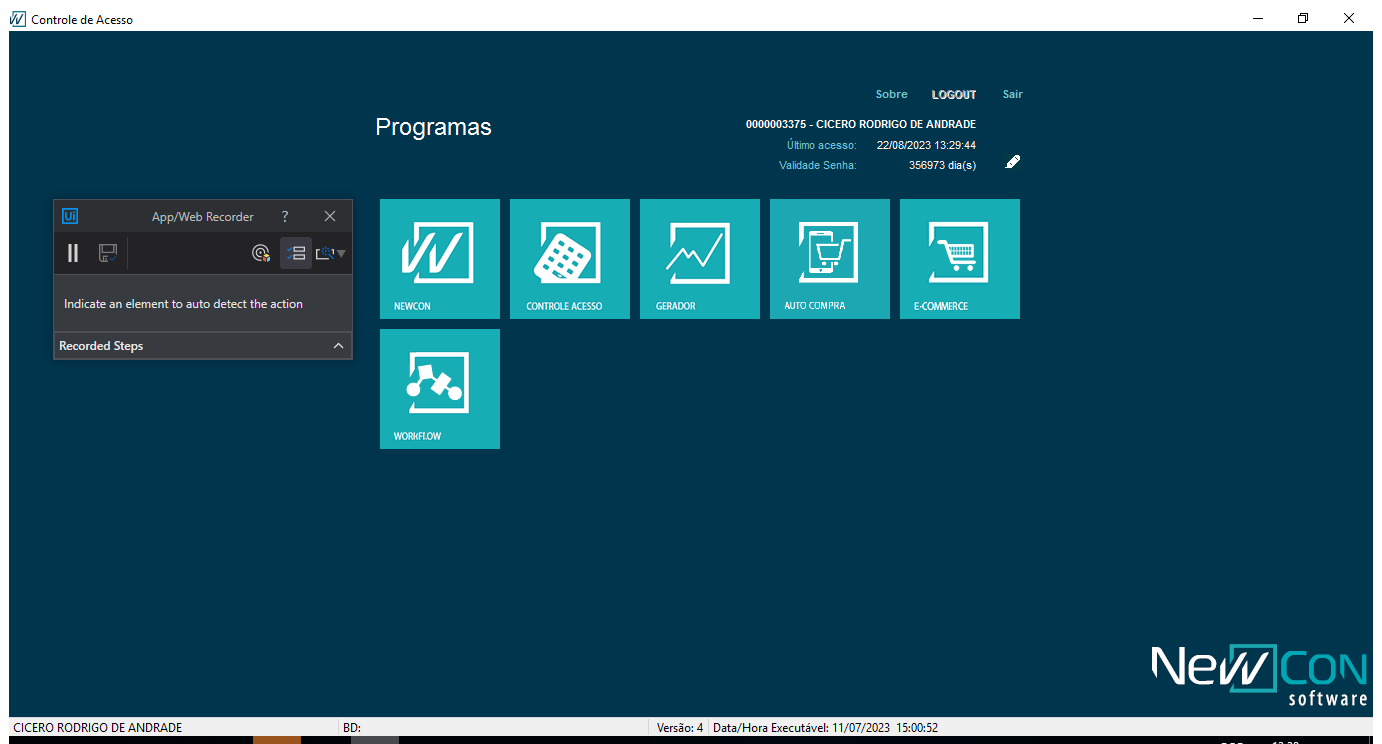 Controle de Acesso
Sobre LOGOUT Sair
Programas
0000003375 - CICERO RODRIGO DE ANDRADE
Último acesso: 22/08/2023 13:29:44
Validade Senha: 356973 dia(s)
Ui App/Web Recorder ?
Indicate an element to auto detect the action
Recorded Steps
NEWCON
CONTROLE ACESSO
GERADOR
AUTO COMPRA
E-COMMERCE
WORKFLOW
NewCon
software
CICERO RODRIGO DE ANDRADE BD: Versão: 4 Data/Hora Executável: 11/07/2023 15:00:52